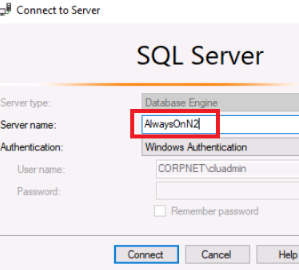 Connect to Server
SQL Server
Server type: Database Engine
Server name: AlwaysOnN2
Authentication: Windows Authentication
User name: CORPNET\cluadmin
Password:
Remember password
Connect Cancel Help